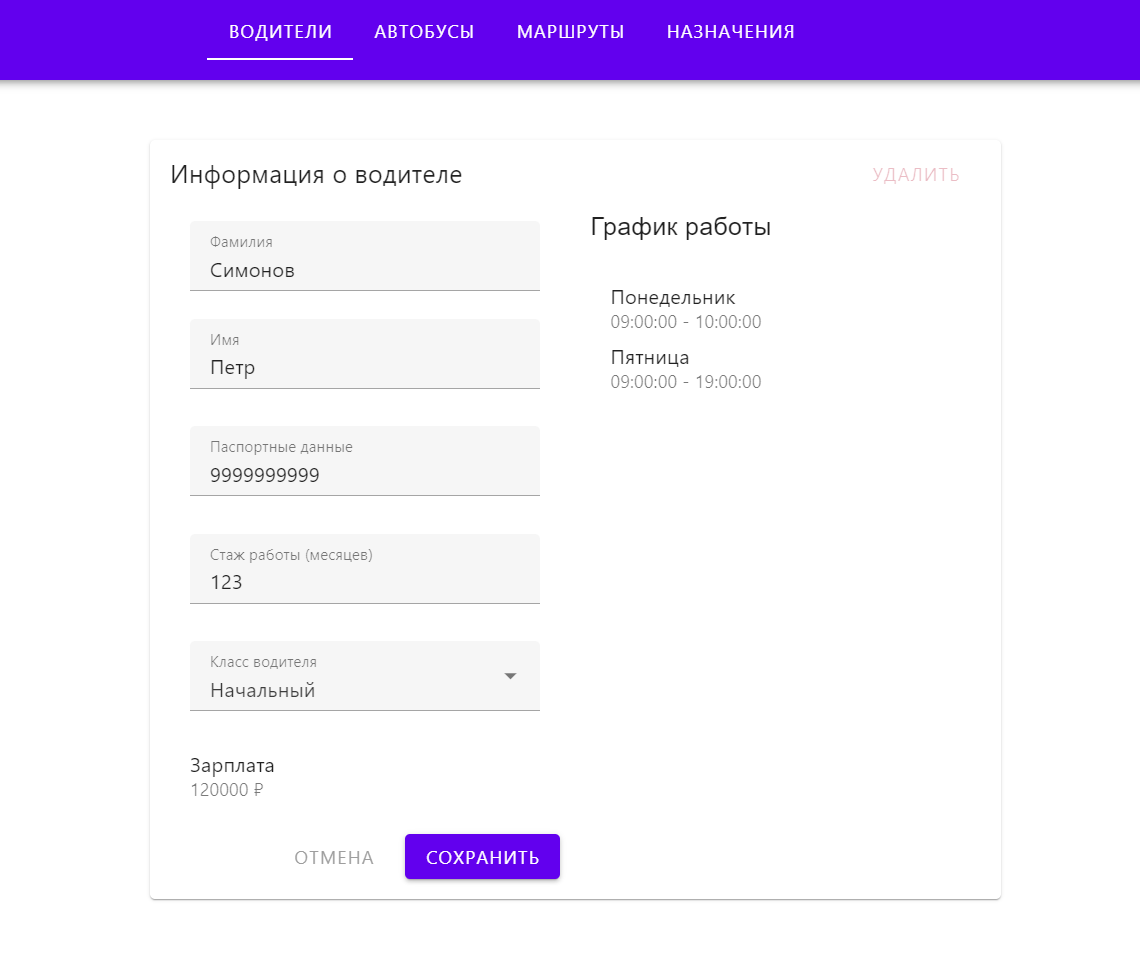 ВОДИТЕЛИ АВТОБУСЫ МАРШРУТЫ НАЗНАЧЕНИЯ
Информация о водителе
УДАЛИТЬ
Фамилия
Симонов
Имя
Петр
Паспортные данные
9999999999
Стаж работы (месяцев)
123
Класс водителя
Начальный
Зарплата
120000 ₽
ОТМЕНА СОХРАНИТЬ
График работы
Понедельник
09:00:00 - 10:00:00
Пятница
09:00:00 - 19:00:00